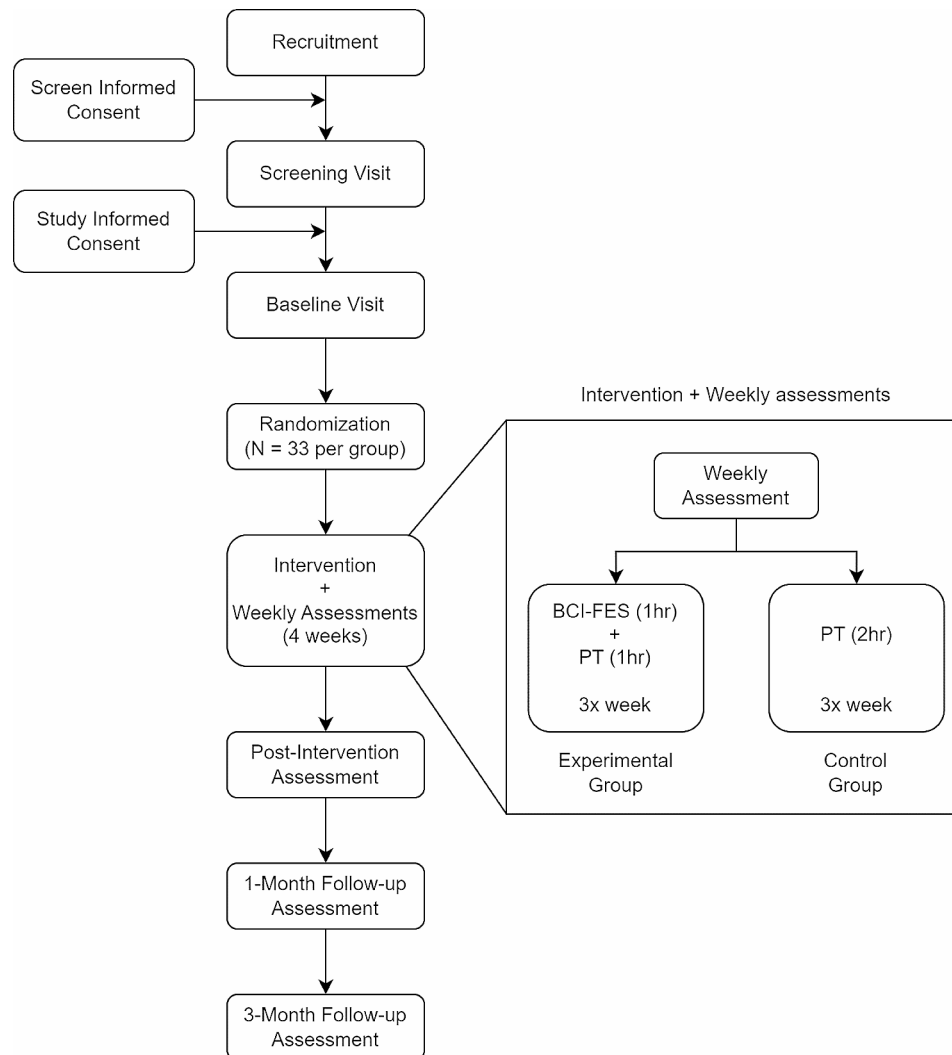 Recruitment
Screen Informed
Consent
Screening Visit
Study Informed
Consent
Baseline Visit
Randomization
(N = 33 per group)
Intervention
+
Weekly Assessments
(4 weeks)
Post-Intervention
Assessment
1-Month Follow-up
Assessment
3-Month Follow-up
Assessment
Intervention + Weekly assessments
Weekly
Assessment
BCI-FES (1hr)
+
PT (1hr)
3x week
Experimental
Group
PT (2hr)
3x week
Control
Group